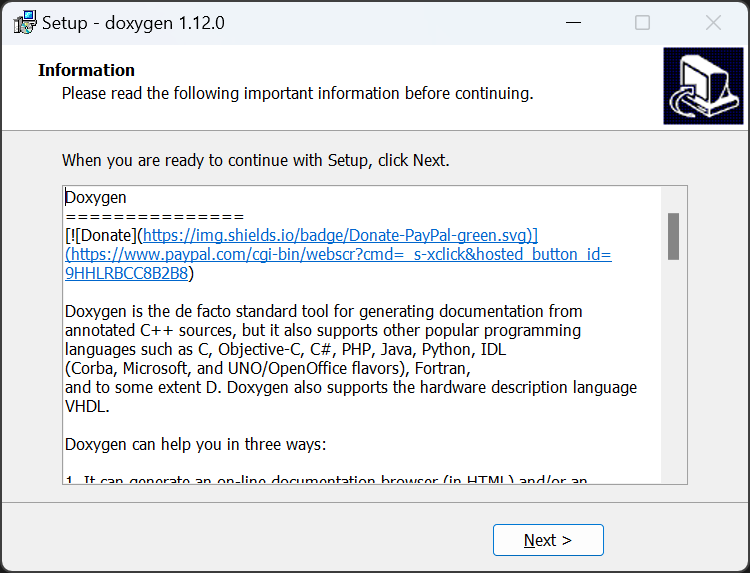 Setup - doxygen 1.12.0
Information
Please read the following important information before continuing.
When you are ready to continue with Setup, click Next.
Doxygen
===============
[![Donate](https://img.shields.io/badge/Donate-PayPal-green.svg)]
(https://www.paypal.com/cgi-bin/webscr?cmd=_s-xclick&hosted_button_id=
9HHLRBCC8B2B8)
Doxygen is the de facto standard tool for generating documentation from
annotated C++ sources, but it also supports other popular programming
languages such as C, Objective-C, C#, PHP, Java, Python, IDL
(Corba, Microsoft, and UNO/OpenOffice flavors), Fortran,
and to some extent D. Doxygen also supports the hardware description language
VHDL.
Doxygen can help you in three ways:
1. It can generate an on-line documentation browser (in HTML) and/or an
Next >